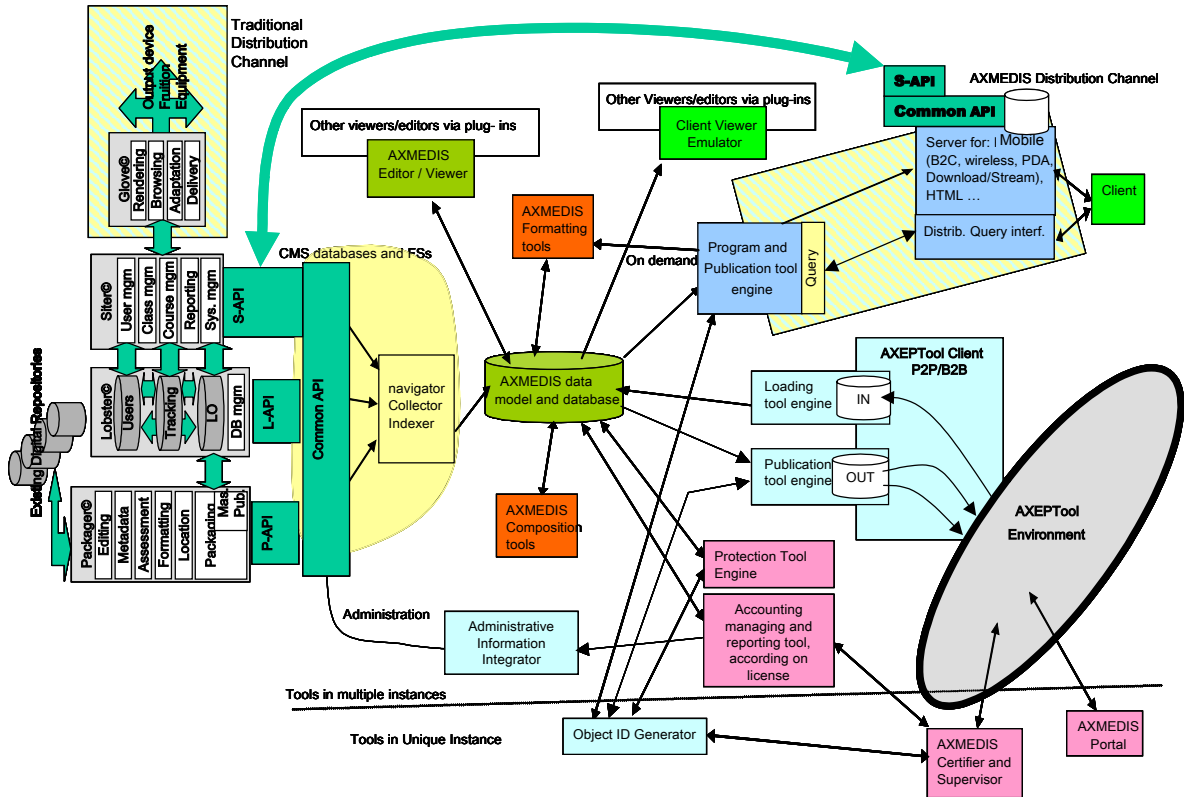 Traditional
Distribution
Channel
Output device
Fruition
Equipment
Glove©
Rendering
Browsing
Adaptation
Delivery
S-API
Common API
AXMEDIS Distribution Channel
Other viewers/editors via plug- ins
AXMEDIS
Editor / Viewer
Other Viewers/editors via plug-ins
Client Viewer
Emulator
Server for:
Mobile
(B2C, wireless, PDA,
Download/Stream),
HTML …
Distrib. Query interf.
Client
AXMEDIS
Formatting
tools
On demand
Program and
Publication tool
engine
Query
CMS databases and FSs
Sister©
User mgm
Class mgm
Course mgm
Reporting
Sys. mgm
S-API
Lobster©
Users
Tracking
LO
DB mgm
L-API
Existing Digital Repositories
Packager©
Editing
Metadata
Assessment
Formatting
Location
Packaging
Mas.
Pub.
P-API
Common API
navigator
Collector
Indexer
AXMEDIS data
model and database
AXEPTool Client
P2P/B2B
Loading
tool engine
IN
Publication
tool engine
OUT
AXEPTool
Environment
AXMEDIS
Composition
tools
Protection Tool
Engine
Accounting
managing and
reporting tool,
according on
license
Administration
Administrative
Information
Integrator
Tools in multiple instances
Tools in Unique Instance
Object ID Generator
AXMEDIS
Certifier and
Supervisor
AXMEDIS
Portal